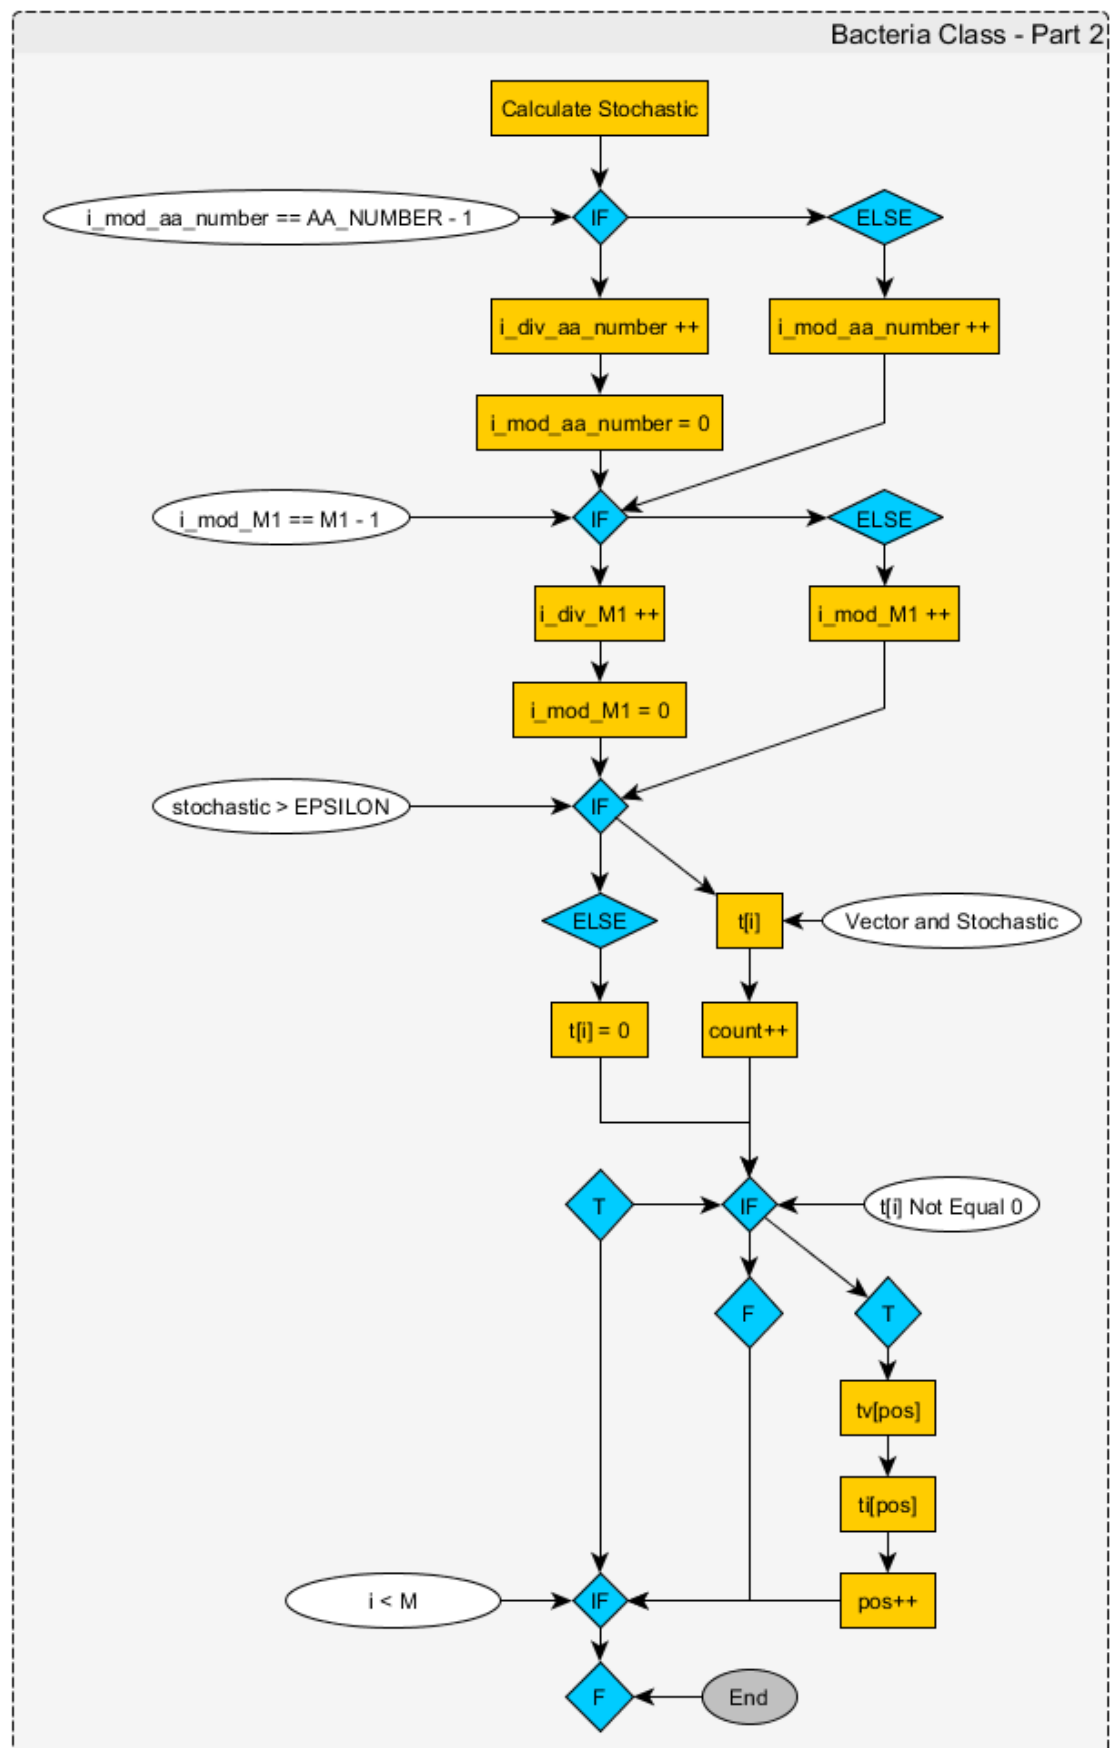 Bacteria Class - Part 2
Calculate Stochastic
i_mod_aa_number == AA_NUMBER - 1
IF
ELSE
i_div_aa_number ++
i_mod_aa_number ++
i_mod_aa_number = 0
i_mod_M1 == M1 - 1
IF
ELSE
i_div_M1 ++
i_mod_M1 ++
i_mod_M1 = 0
stochastic > EPSILON
IF
ELSE
t[i]
Vector and Stochastic
t[i] = 0
count++
T
IF
t[i] Not Equal 0
F
T
tv[pos]
ti[pos]
i < M
IF
pos++
F
End